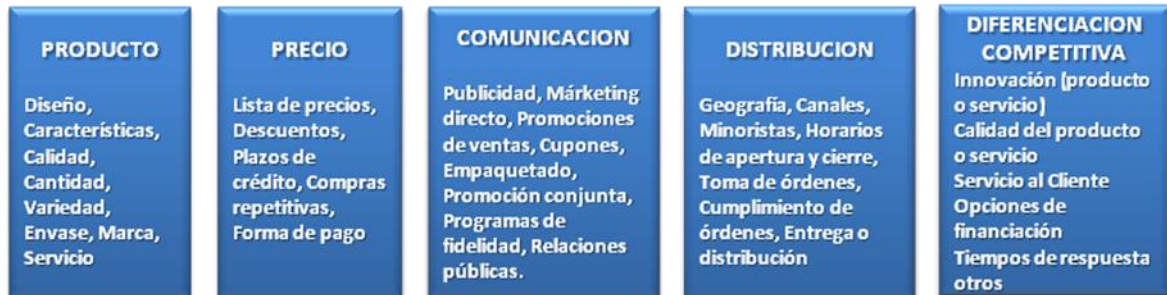 PRODUCTO
Diseño,
Características,
Calidad,
Cantidad,
Variedad,
Envase, Marca,
Servicio
PRECIO
Lista de precios,
Descuentos,
Plazos de
crédito, Compras
repetitivas,
Forma de pago
COMUNICACION
Publicidad, Márketing
directo, Promociones
de ventas, Cupones,
Empaquetado,
Promoción conjunta,
Programas de
fidelidad, Relaciones
públicas.
DISTRIBUCION
Geografía, Canales,
Minoristas, Horarios
de apertura y cierre,
Toma de órdenes,
Cumplimiento de
órdenes, Entrega o
distribución
DIFERENCIACION
COMPETITIVA
Innovación (producto
o servicio)
Calidad del producto
o servicio
Servicio al Cliente
Opciones de
financiación
Tiempos de respuesta
otros